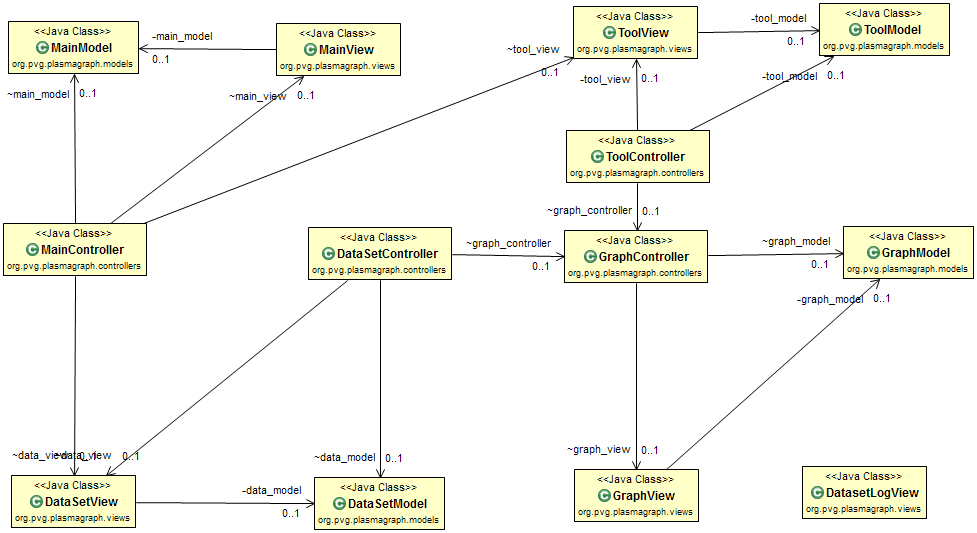 <<Java Class>>
MainModel
org.pvg.plasmagraph.models
-main_model
0..1
<<Java Class>>
MainView
org.pvg.plasmagraph.views
<<Java Class>>
ToolView
org.pvg.plasmagraph.views
-tool_model
0..1
<<Java Class>>
ToolModel
org.pvg.plasmagraph.models
~main_model
0..1
~main_view
0..1
~tool_view
0..1
-tool_view
0..1
-tool_model
0..1
<<Java Class>>
ToolController
org.pvg.plasmagraph.controllers
~graph_controller
0..1
<<Java Class>>
MainController
org.pvg.plasmagraph.controllers
<<Java Class>>
DataSetController
org.pvg.plasmagraph.controllers
~graph_controller
0..1
<<Java Class>>
GraphController
org.pvg.plasmagraph.controllers
~graph_model
0..1
<<Java Class>>
GraphModel
org.pvg.plasmagraph.models
-graph_model
0..1
~data_view
0..1
~data_view
0..1
~data_model
0..1
~graph_view
0..1
<<Java Class>>
DataSetView
org.pvg.plasmagraph.views
-data_model
0..1
<<Java Class>>
DataSetModel
org.pvg.plasmagraph.models
<<Java Class>>
GraphView
org.pvg.plasmagraph.views
<<Java Class>>
DatasetLogView
org.pvg.plasmagraph.views